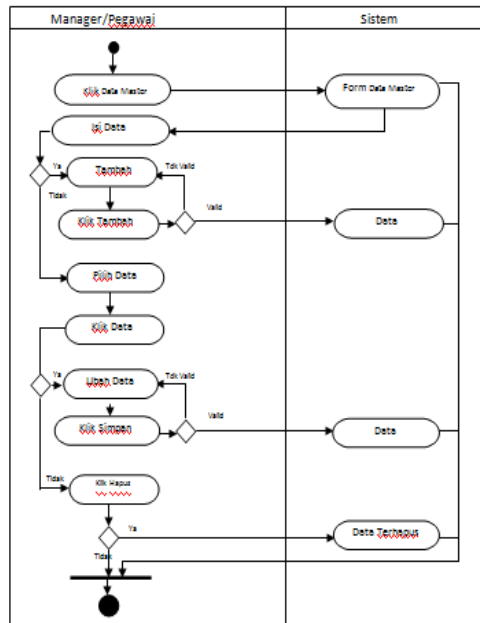 Manager/Pegawai
Sistem
Klik Data Master
Form Data Master
Isi Data
Ya
Tambah
Tdk Valid
Tidak
Klik Tambah
Valid
Data
Pilih Data
Klik Data
Ya
Ubah Data
Tdk Valid
Klik Simpan
Valid
Data
Tidak
Klik Hapus
Ya
Data Terhapus
Tidak